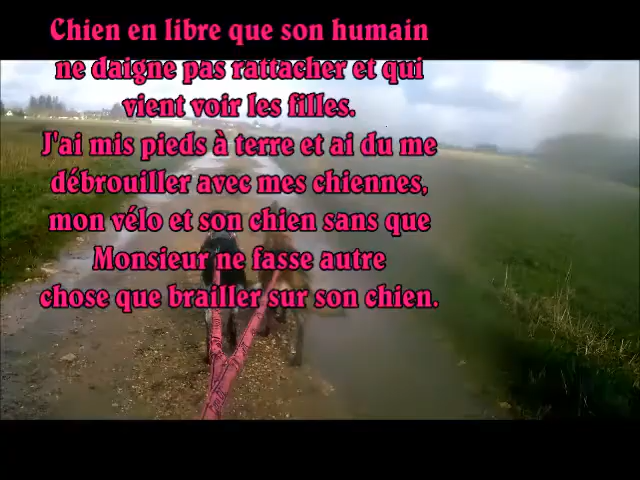 Chien en libre que son humain
ne daigne pas rattacher et qui
vient voir les filles.
J'ai mis pieds à terre et ai du me
débrouiller avec mes chiennes,
mon vélo et son chien sans que
Monsieur ne fasse autre
chose que brailler sur son chien.